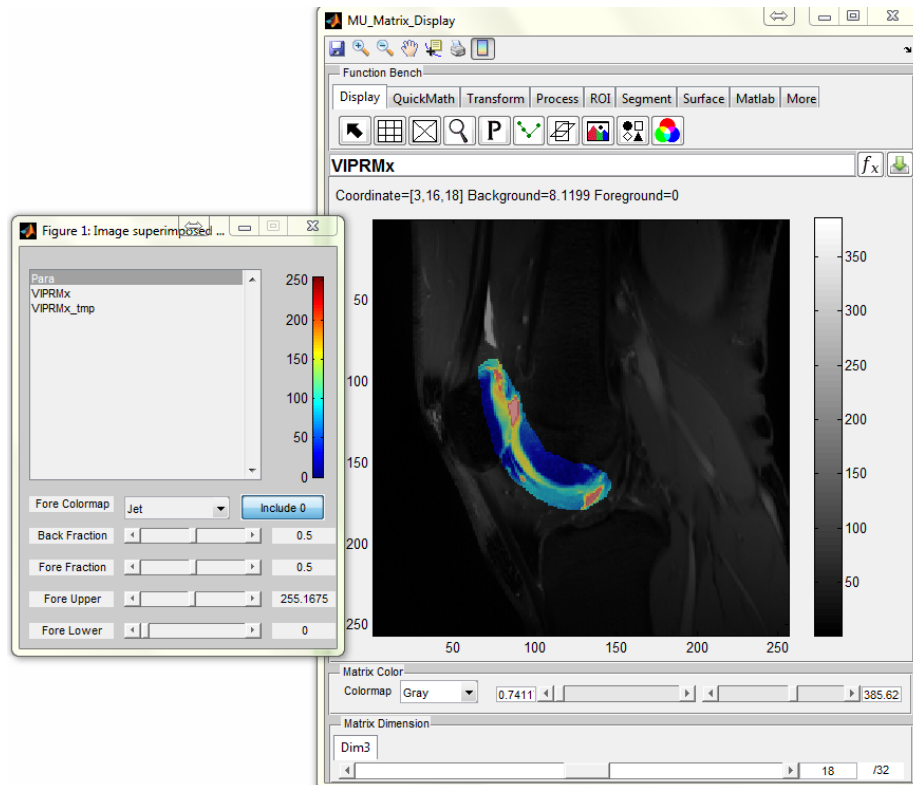 MU_Matrix_Display
Function Bench
Display QuickMath Transform Process ROI Segment Surface Matlab More
P
VIPRMx
fx
Coordinate=[3,16,18] Background=8.1199 Foreground=0
50
100
150
200
250
50 100 150 200 250
350
300
250
200
150
100
50
Matrix Color
Colormap Gray 0.7411 385.62
Matrix Dimension
Dim3
18 /32
Figure 1: Image superimposed ...
Para
VIPRMx
VIPRMx_tmp
250
200
150
100
50
0
Fore Colormap Jet Include 0
Back Fraction 0.5
Fore Fraction 0.5
Fore Upper 255.1675
Fore Lower 0